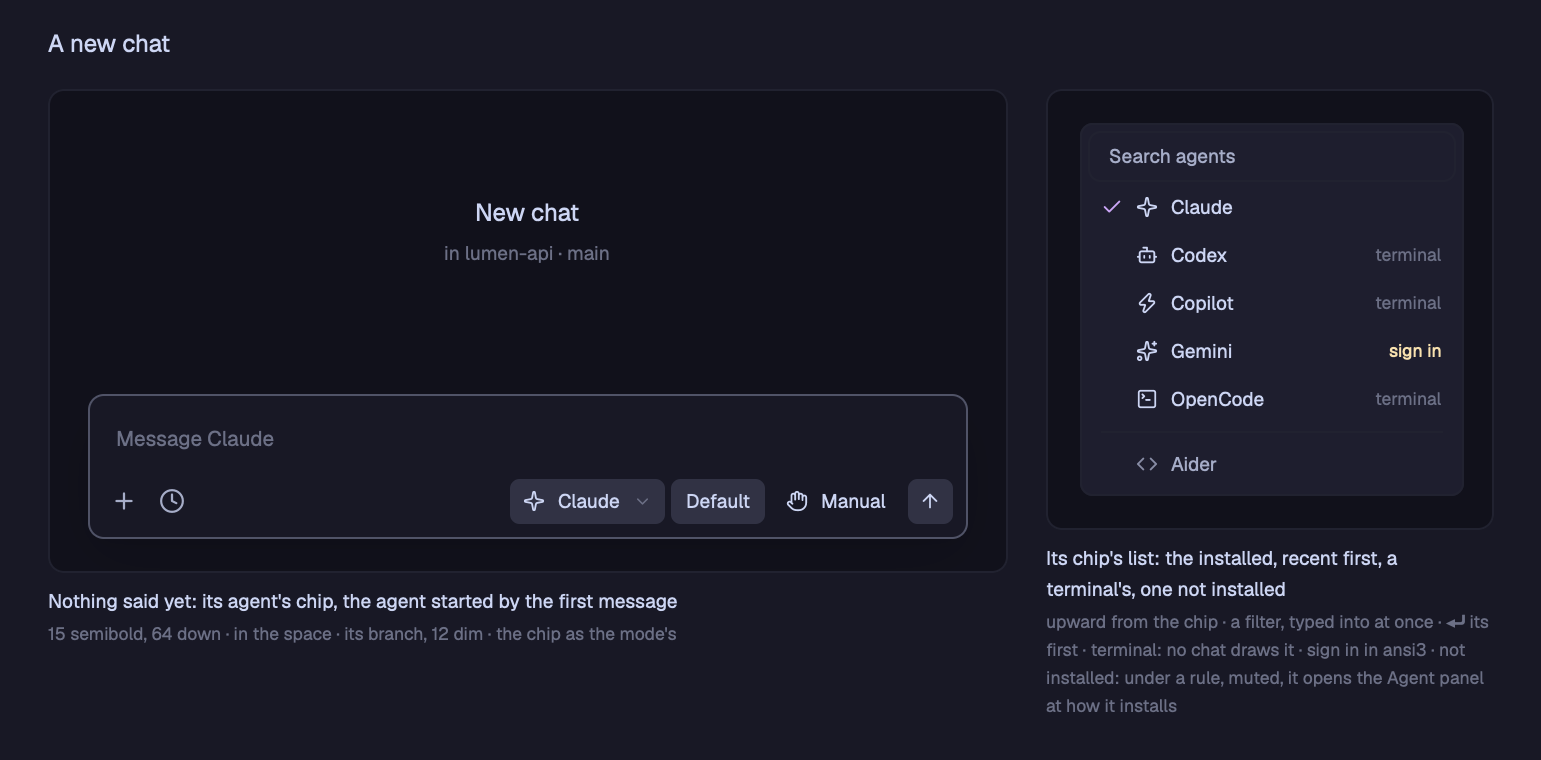 A new chat
New chat
in lumen-api · main
Message Claude
Claude
Default
Manual
Nothing said yet: its agent's chip, the agent started by the first message
15 semibold, 64 down · in the space · its branch, 12 dim · the chip as the mode's
Search agents
Claude
Codex terminal
Copilot terminal
Gemini sign in
OpenCode terminal
Aider
Its chip's list: the installed, recent first, a
terminal's, one not installed
upward from the chip · a filter, typed into at once · ↵ its
first · terminal: no chat draws it · sign in in ansi3 · not
installed: under a rule, muted, it opens the Agent panel
at how it installs